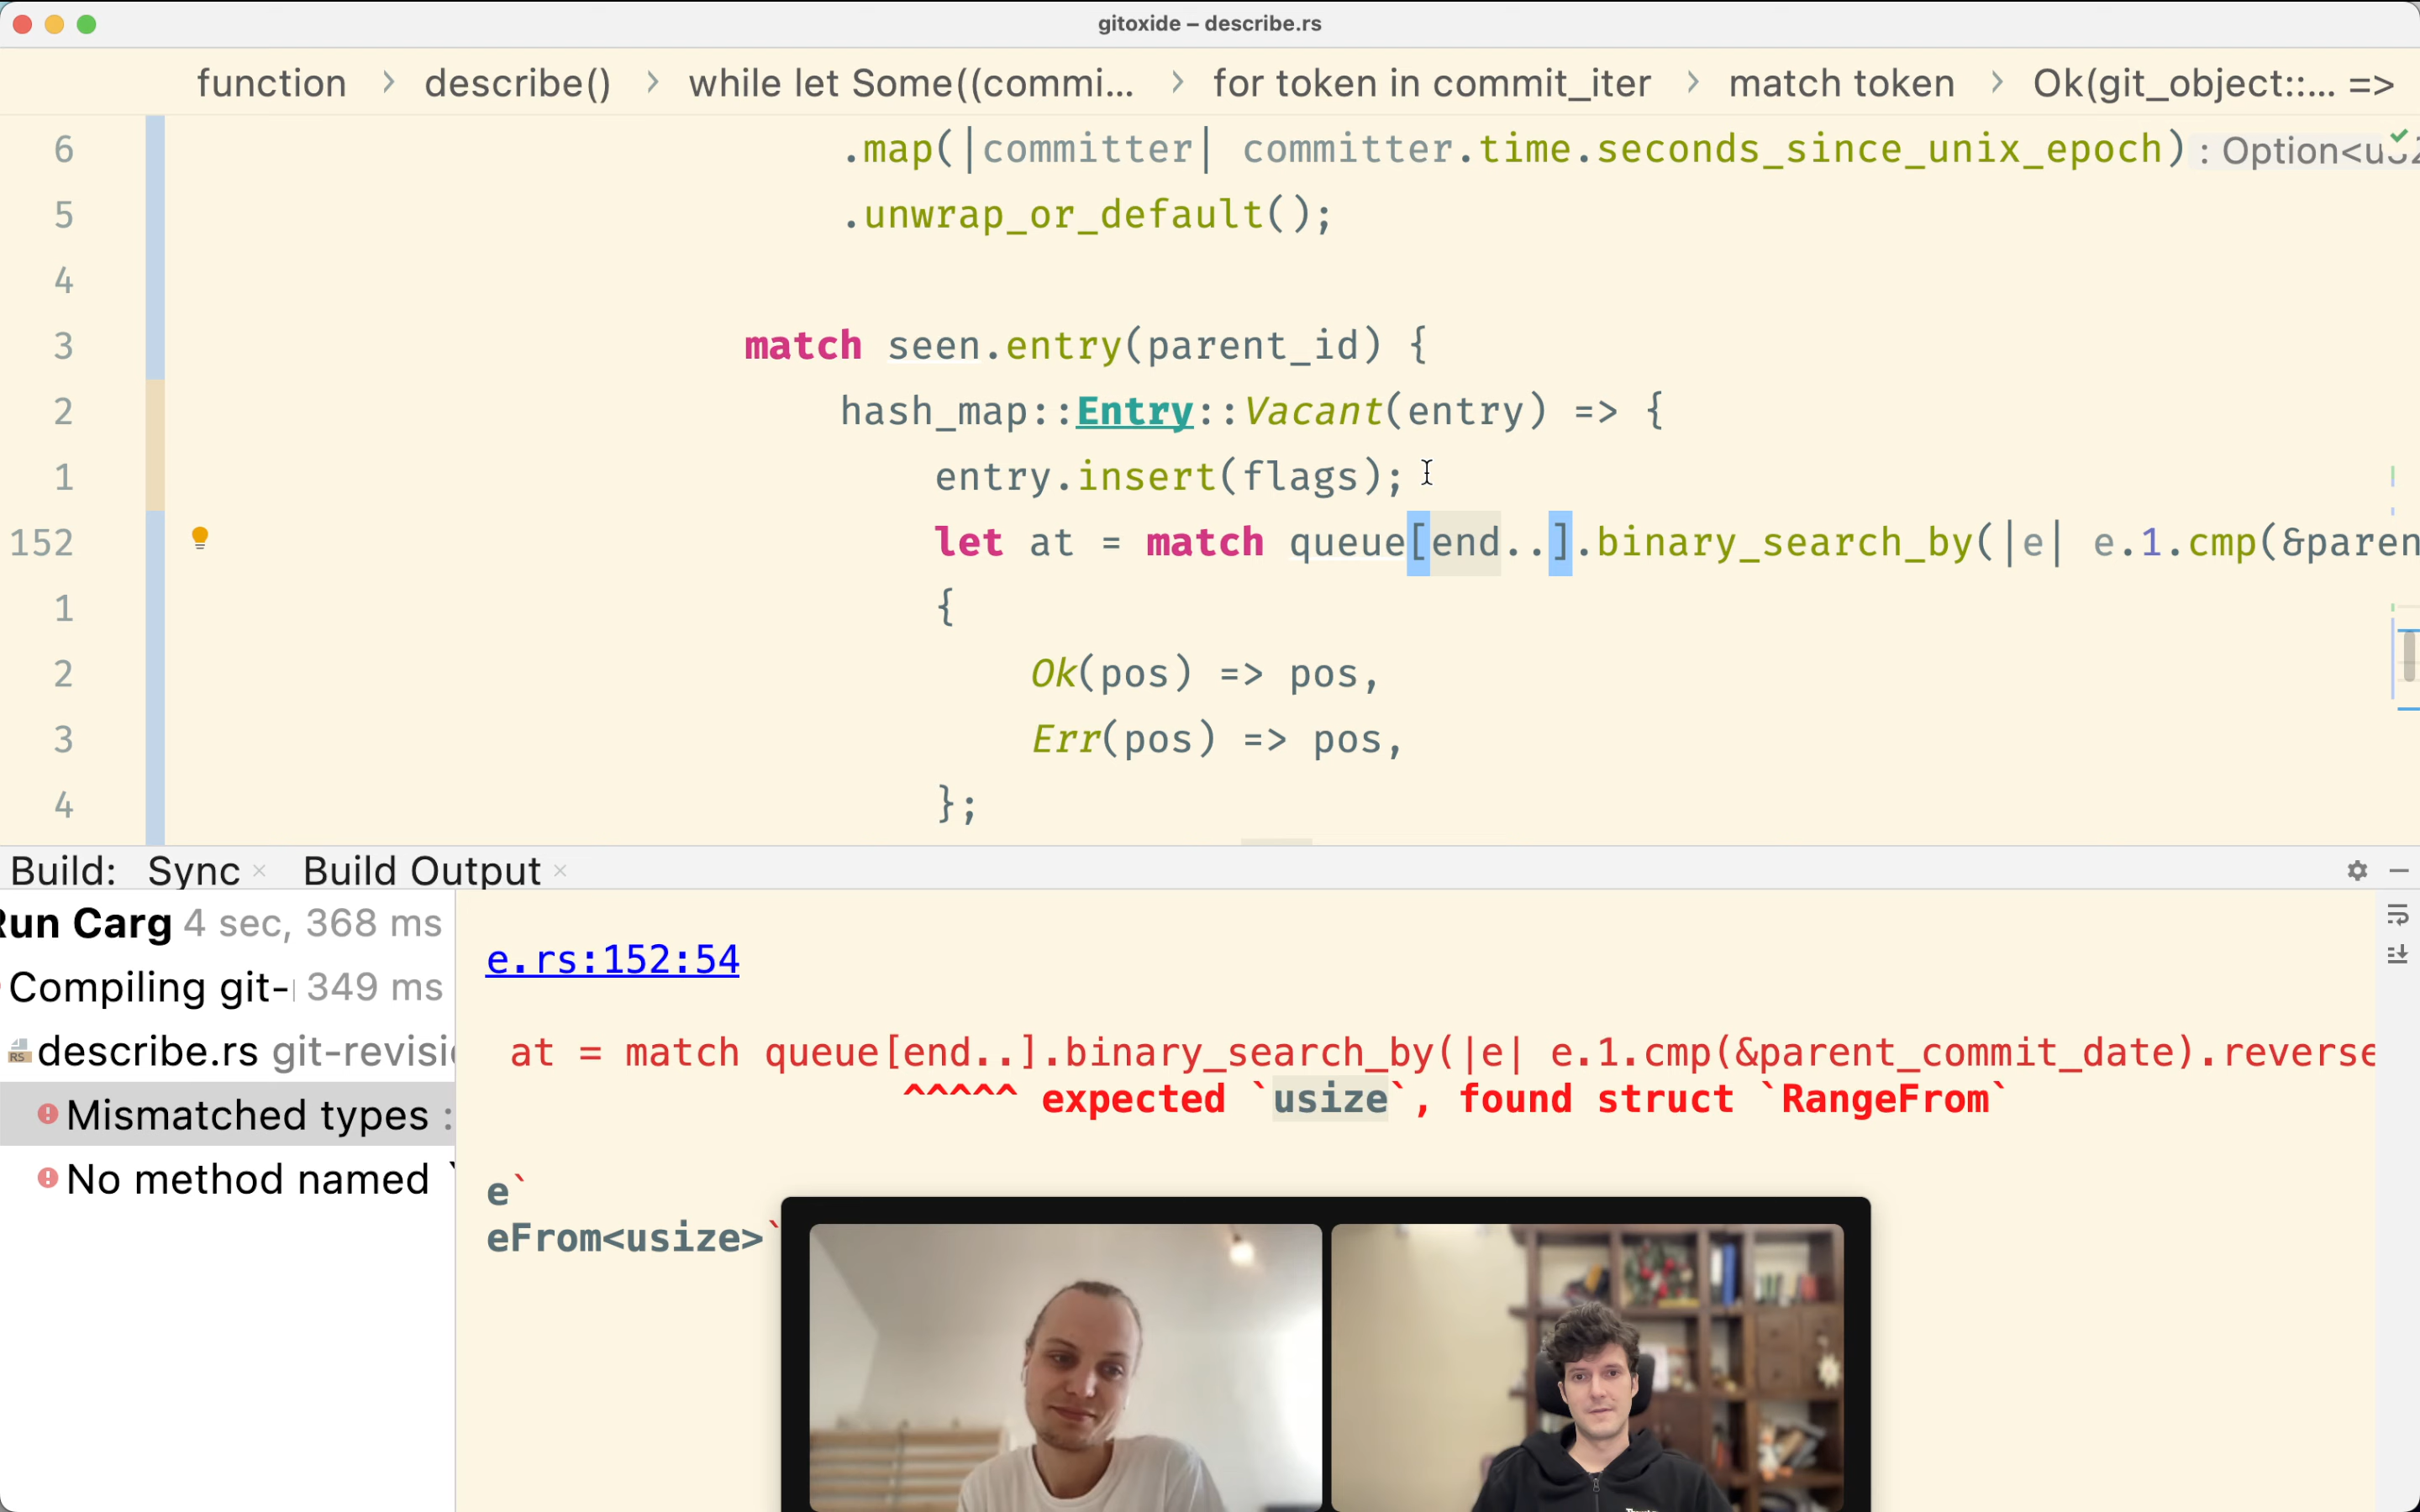 gitoxide – describe.rs
function > describe() > while let Some((commi... > for token in commit_iter > match token > Ok(git_object::... =>
6 .map(|committer| committer.time.seconds_since_unix_epoch) : Option<u32
5 .unwrap_or_default();
4
3 match seen.entry(parent_id) {
2 hash_map::Entry::Vacant(entry) => {
1 entry.insert(flags);
152 let at = match queue[end..].binary_search_by(|e| e.1.cmp(&paren
1 {
2 Ok(pos) => pos,
3 Err(pos) => pos,
4 };
Build: Sync × Build Output ×
Run Carg 4 sec, 368 ms
Compiling git- 349 ms
RS describe.rs git-revisi
Mismatched types :
No method named `
e.rs:152:54
at = match queue[end..].binary_search_by(|e| e.1.cmp(&parent_commit_date).reverse
^^^^^ expected `usize`, found struct `RangeFrom`
e`
eFrom<usize>`